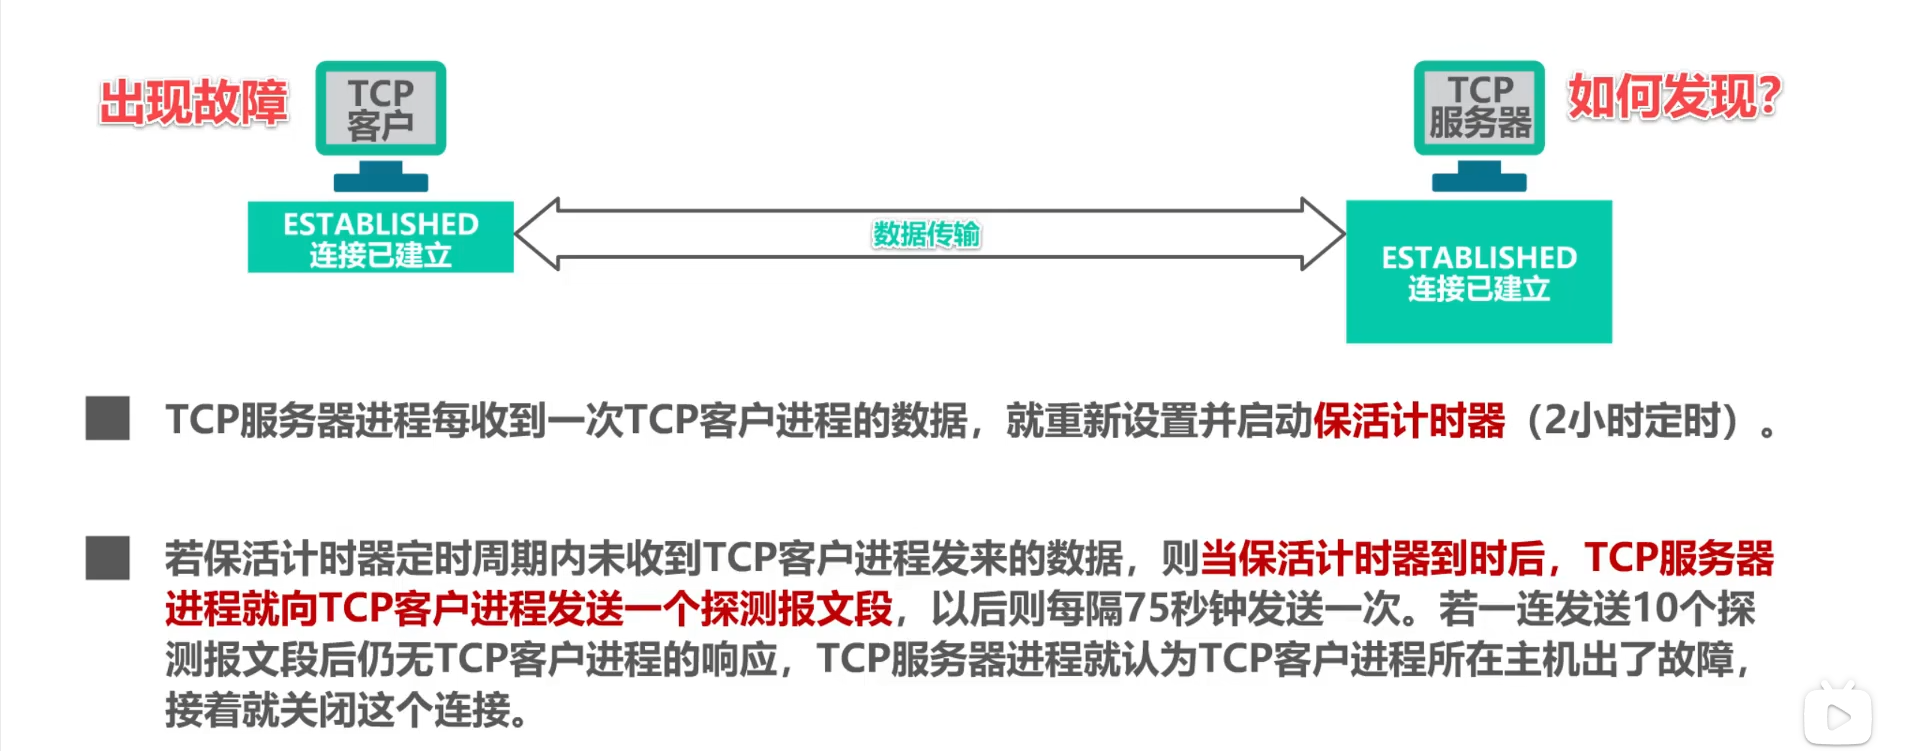 出现故障
TCP
客户
TCP
服务器
如何发现?
ESTABLISHED
连接已建立
数据传输
ESTABLISHED
连接已建立
TCP服务器进程每收到一次TCP客户进程的数据，就重新设置并启动保活计时器（2小时定时）。
若保活计时器定时周期内未收到TCP客户进程发来的数据，则当保活计时器到时后，TCP服务器
进程就向TCP客户进程发送一个探测报文段，以后则每隔75秒钟发送一次。若一连发送10个探
测报文段后仍无TCP客户进程的响应，TCP服务器进程就认为TCP客户进程所在主机出了故障，
接着就关闭这个连接。